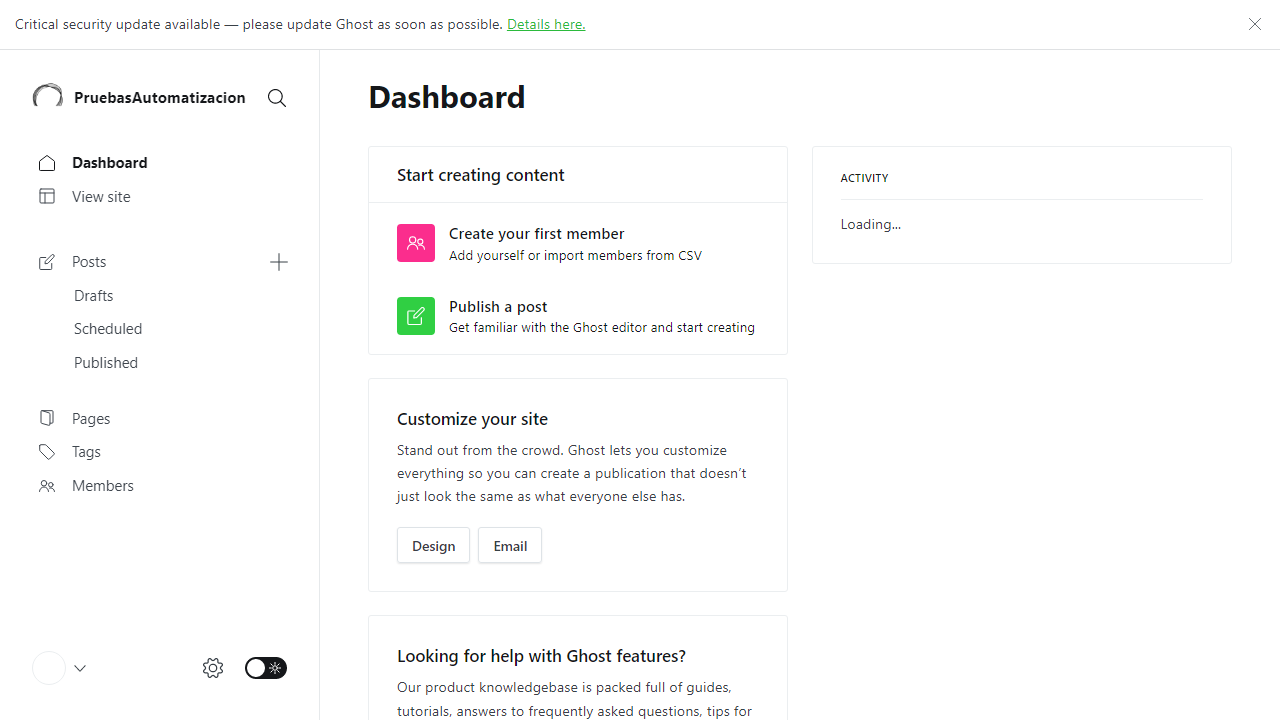 Critical security update available — please update Ghost as soon as possible. Details here.
PruebasAutomatizacion
Dashboard
View site
Posts
Drafts
Scheduled
Published
Pages
Tags
Members
Dashboard
Start creating content
Create your first member
Add yourself or import members from CSV
Publish a post
Get familiar with the Ghost editor and start creating
Customize your site
Stand out from the crowd. Ghost lets you customize
everything so you can create a publication that doesn’t
just look the same as what everyone else has.
Design
Email
Looking for help with Ghost features?
Our product knowledgebase is packed full of guides,
tutorials, answers to frequently asked questions, tips for
ACTIVITY
Loading...